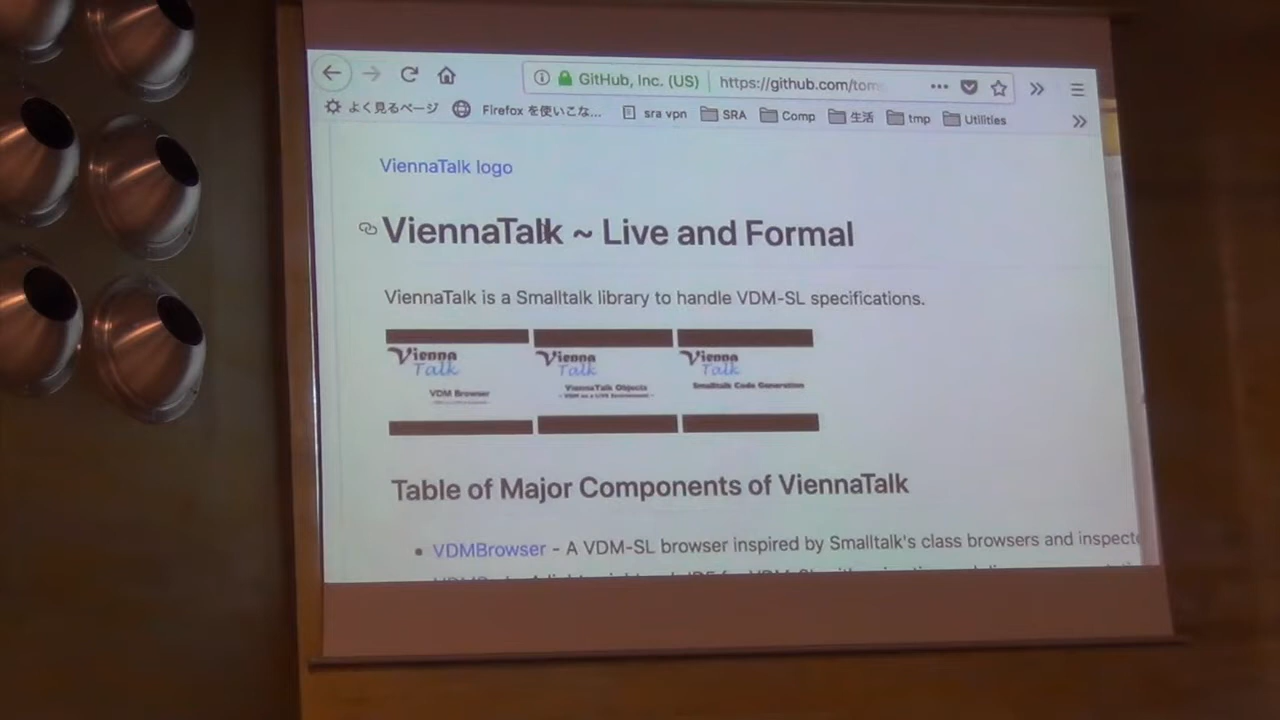 GitHub, Inc. (US) https://github.com/tom
よく見るページ Firefox を使いこな... sra vpn SRA Comp 生活 tmp Utilities
ViennaTalk logo
ViennaTalk ~ Live and Formal
ViennaTalk is a Smalltalk library to handle VDM-SL specifications.
Vienna Talk Vienna Talk Vienna Talk
VDM Browser ViennaTalk Objects Smalltalk Code Generation
Table of Major Components of ViennaTalk
VDMBrowser - A VDM-SL browser inspired by Smalltalk's class browsers and inspecto